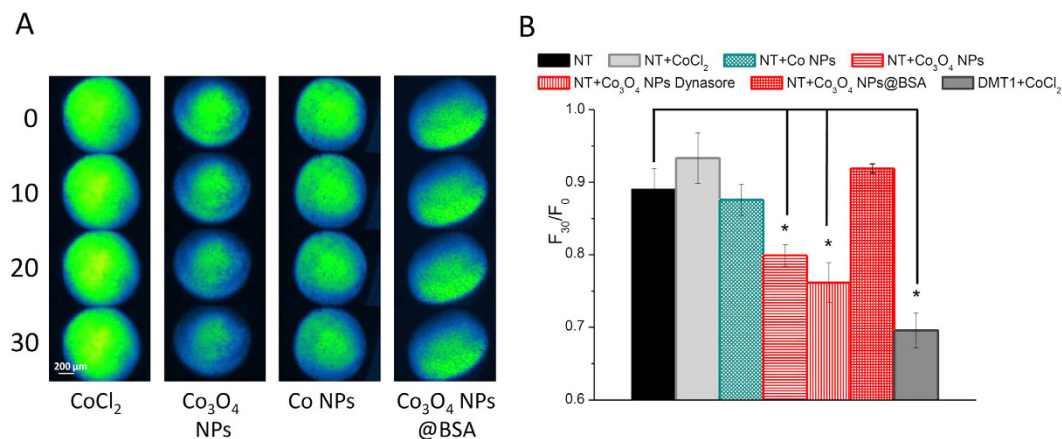 A
0
10
20
30
200 μm
CoCl2
Co3O4
NPs
Co NPs
Co3O4 NPs
@BSA
B
NT NT+CoCl2 NT+Co NPs NT+Co3O4 NPs
NT+Co3O4 NPs Dynasore NT+Co3O4 NPs@BSA DMT1+CoCl2
1.0
0.9
0.8
0.7
0.6
F30/F0
*
*
*